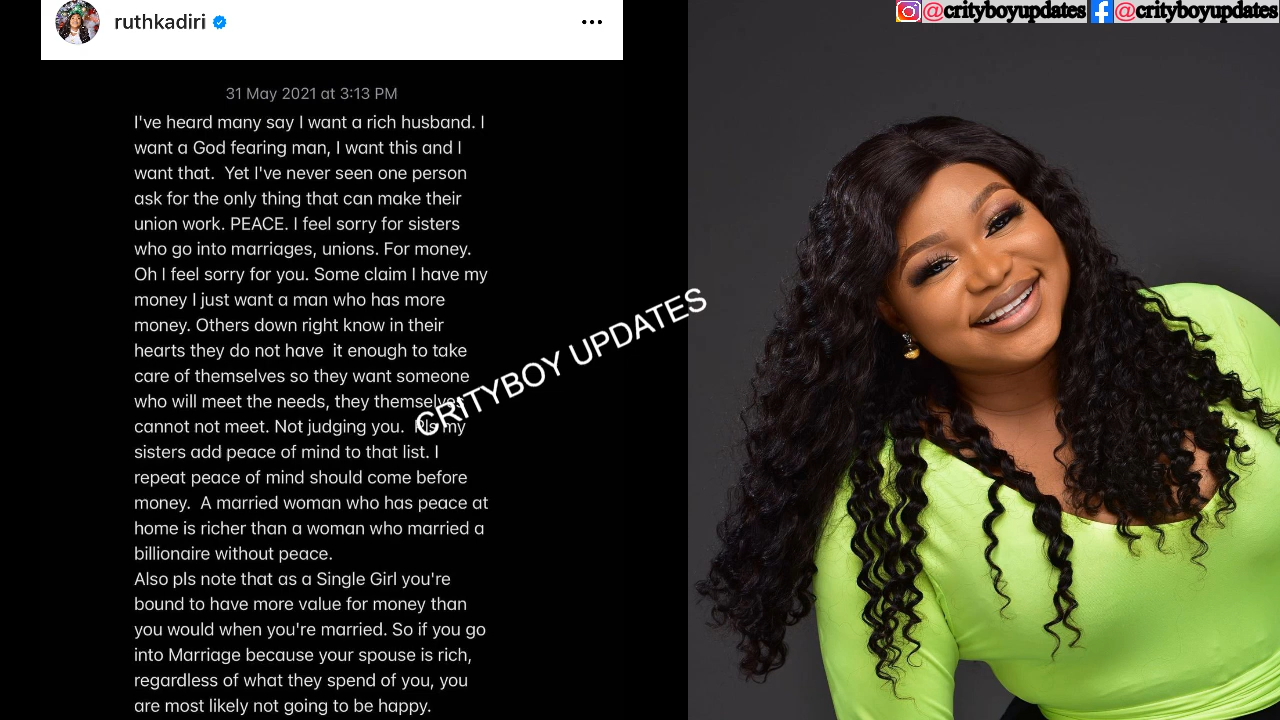 ruthkadiri
@crityboyupdates @crityboyupdates
31 May 2021 at 3:13 PM
I've heard many say I want a rich husband. I
want a God fearing man, I want this and I
want that. Yet I've never seen one person
ask for the only thing that can make their
union work. PEACE. I feel sorry for sisters
who go into marriages, unions. For money.
Oh I feel sorry for you. Some claim I have my
money I just want a man who has more
money. Others down right know in their
hearts they do not have it enough to take
care of themselves so they want someone
who will meet the needs, they themselves
cannot not meet. Not judging you. Pls my
sisters add peace of mind to that list. I
repeat peace of mind should come before
money. A married woman who has peace at
home is richer than a woman who married a
billionaire without peace.
Also pls note that as a Single Girl you're
bound to have more value for money than
you would when you're married. So if you go
into Marriage because your spouse is rich,
regardless of what they spend of you, you
are most likely not going to be happy.
CRITYBOY UPDATES